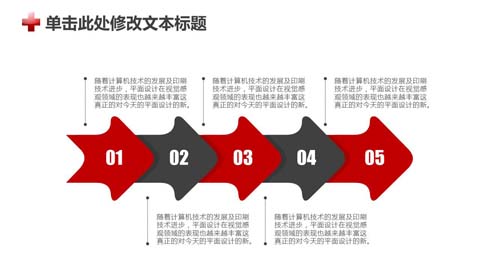 单击此处修改文本标题
随着计算机技术的发展及印刷
技术进步，平面设计在视觉感
观领域的表现也越来越丰富这
真正的对今天的平面设计的新。
随着计算机技术的发展及印刷
技术进步，平面设计在视觉感
观领域的表现也越来越丰富这
真正的对今天的平面设计的新。
随着计算机技术的发展及印刷
技术进步，平面设计在视觉感
观领域的表现也越来越丰富这
真正的对今天的平面设计的新。
01
02
03
04
05
随着计算机技术的发展及印刷
技术进步，平面设计在视觉感
观领域的表现也越来越丰富这
真正的对今天的平面设计的新。
随着计算机技术的发展及印刷
技术进步，平面设计在视觉感
观领域的表现也越来越丰富这
真正的对今天的平面设计的新。